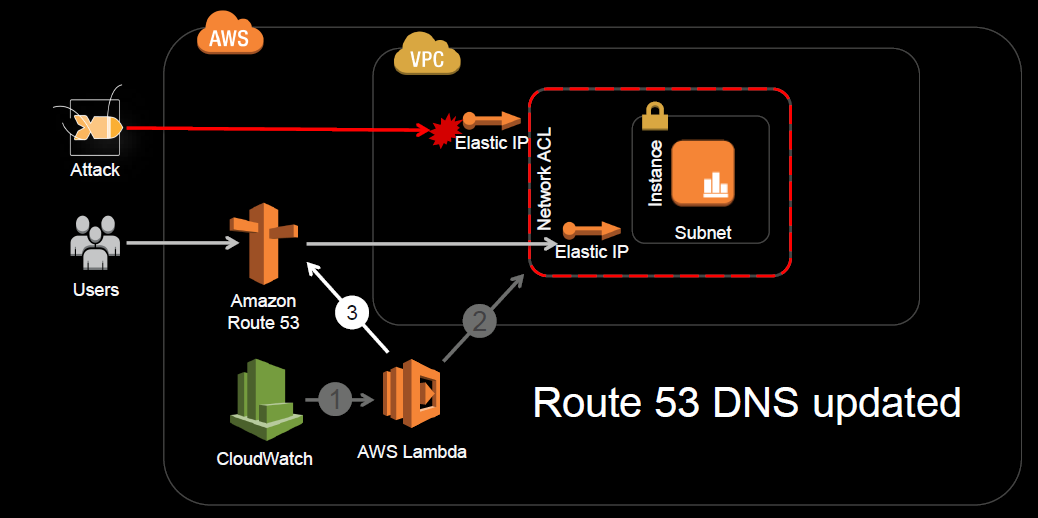 AWS
VPC
Attack
Elastic IP
Network ACL
Instance
Subnet
Elastic IP
Users
Amazon
Route 53
3
2
1
CloudWatch
AWS Lambda
Route 53 DNS updated